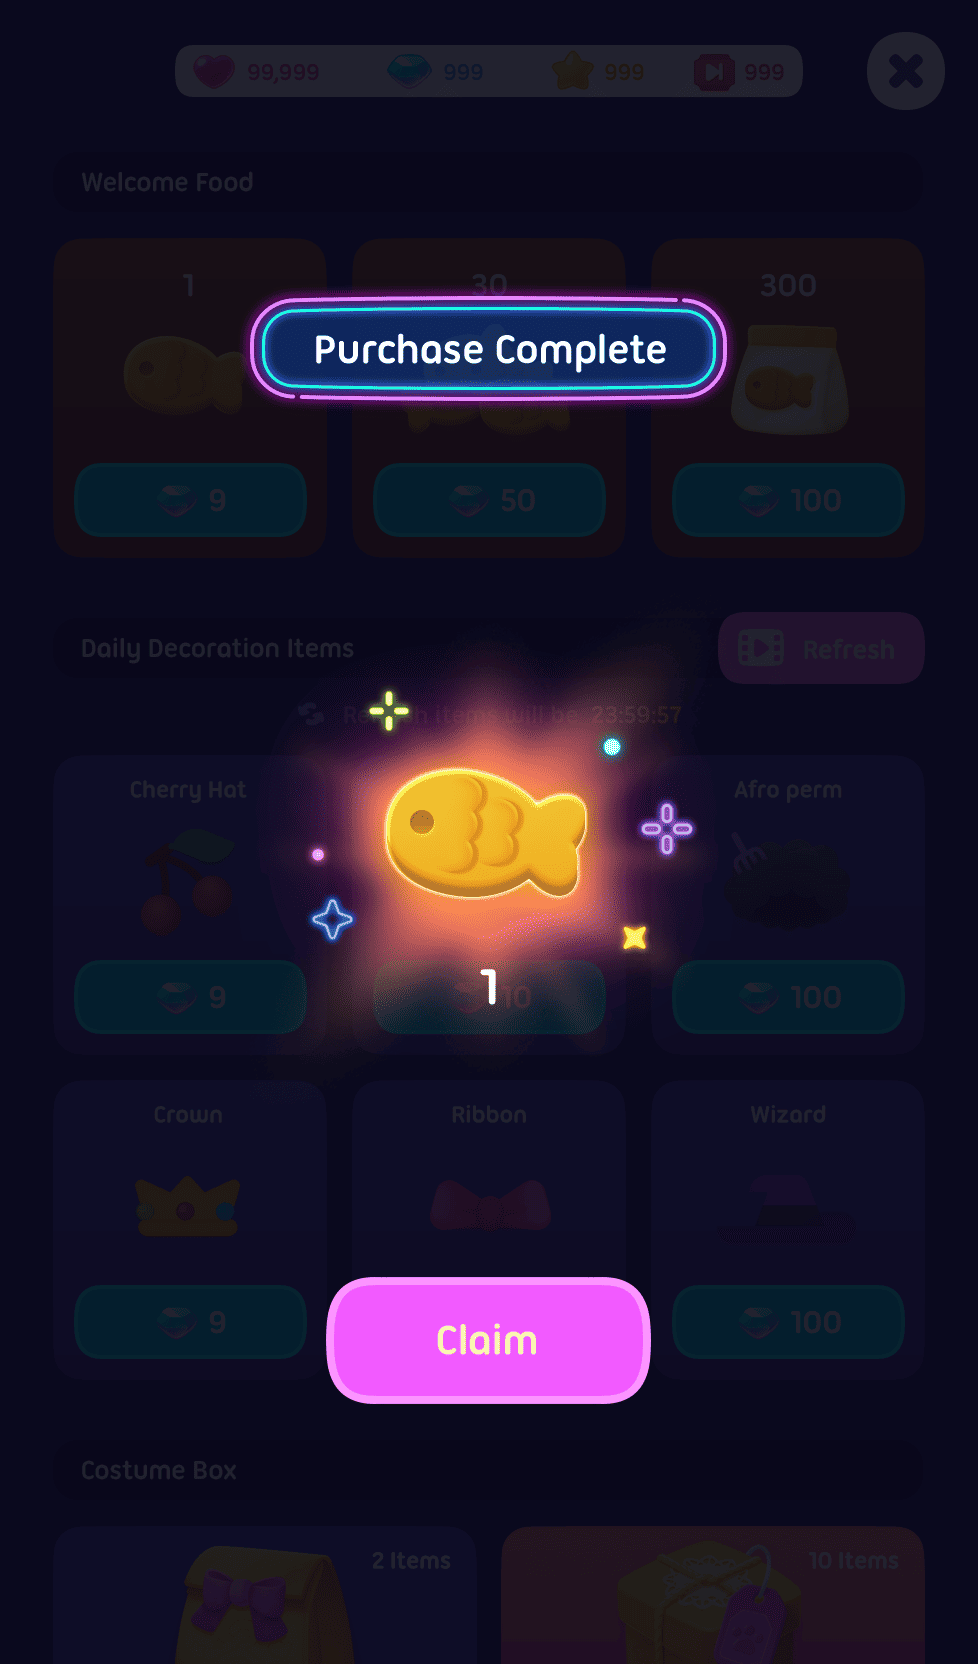 99,999 999 999 999
Welcome Food
1 30 300
Purchase Complete
9 50 100
Daily Decoration Items Refresh
items will be 23:59:57
Cherry Hat Afro perm
9 10 100
1
Crown Ribbon Wizard
9 100
Claim
Costume Box
2 Items 10 Items